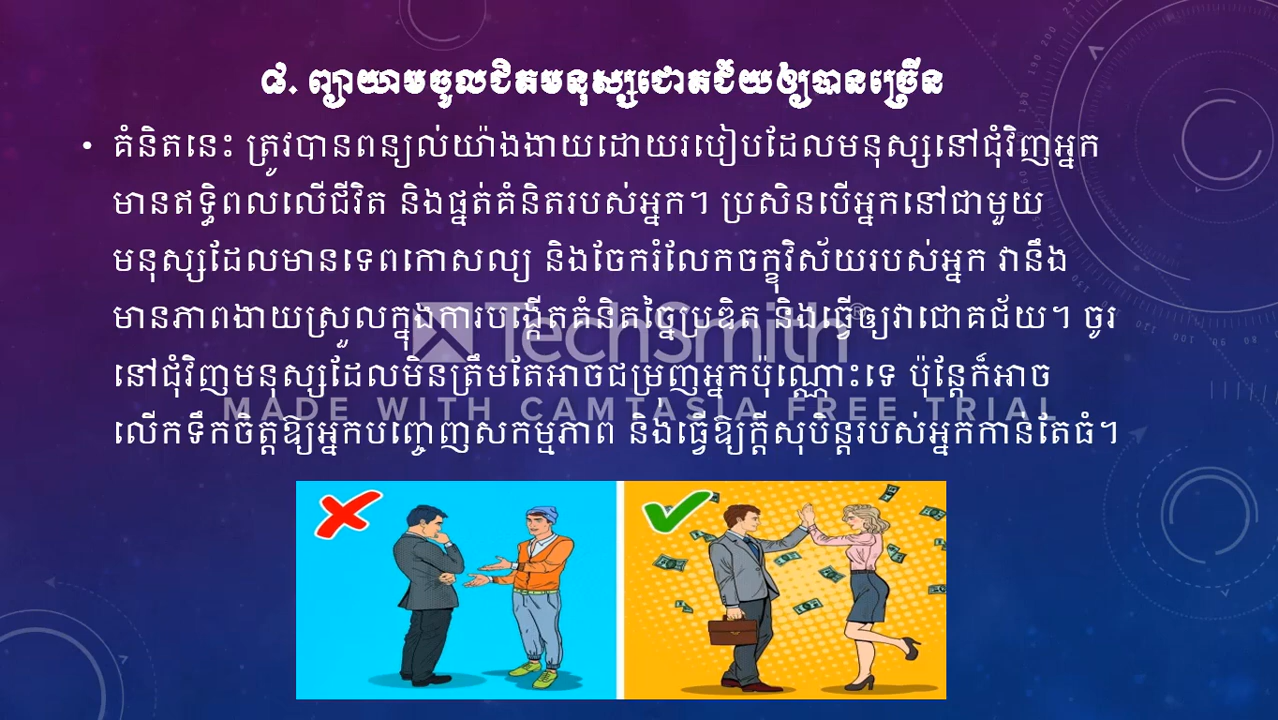 ៨. ព្យាយាមចូលជិតមនុស្សជោគជ័យឲ្យបានច្រើន
• គំនិតនេះ ត្រូវបានពន្យល់យ៉ាងងាយដោយរបៀបដែលមនុស្សនៅជុំវិញអ្នក
មានឥទ្ធិពលលើជីវិត និងផ្នត់គំនិតរបស់អ្នក។ ប្រសិនបើអ្នកនៅជាមួយ
មនុស្សដែលមានទេពកោសល្យ និងចែករំលែកចក្ខុវិស័យរបស់អ្នក វានឹង
មានភាពងាយស្រួលក្នុងការបង្កើតគំនិតច្នៃប្រឌិត និងធ្វើឲ្យវាជោគជ័យ។ ចូរ
TechSmith®
នៅជុំវិញមនុស្សដែលមិនត្រឹមតែអាចជម្រុញអ្នកប៉ុណ្ណោះទេ ប៉ុន្តែក៏អាច
MADE WITH CAMTASIA FREE TRIAL
លើកទឹកចិត្តឱ្យអ្នកបញ្ចេញសកម្មភាព និងធ្វើឱ្យក្ដីសុបិន្តរបស់អ្នកកាន់តែធំ។